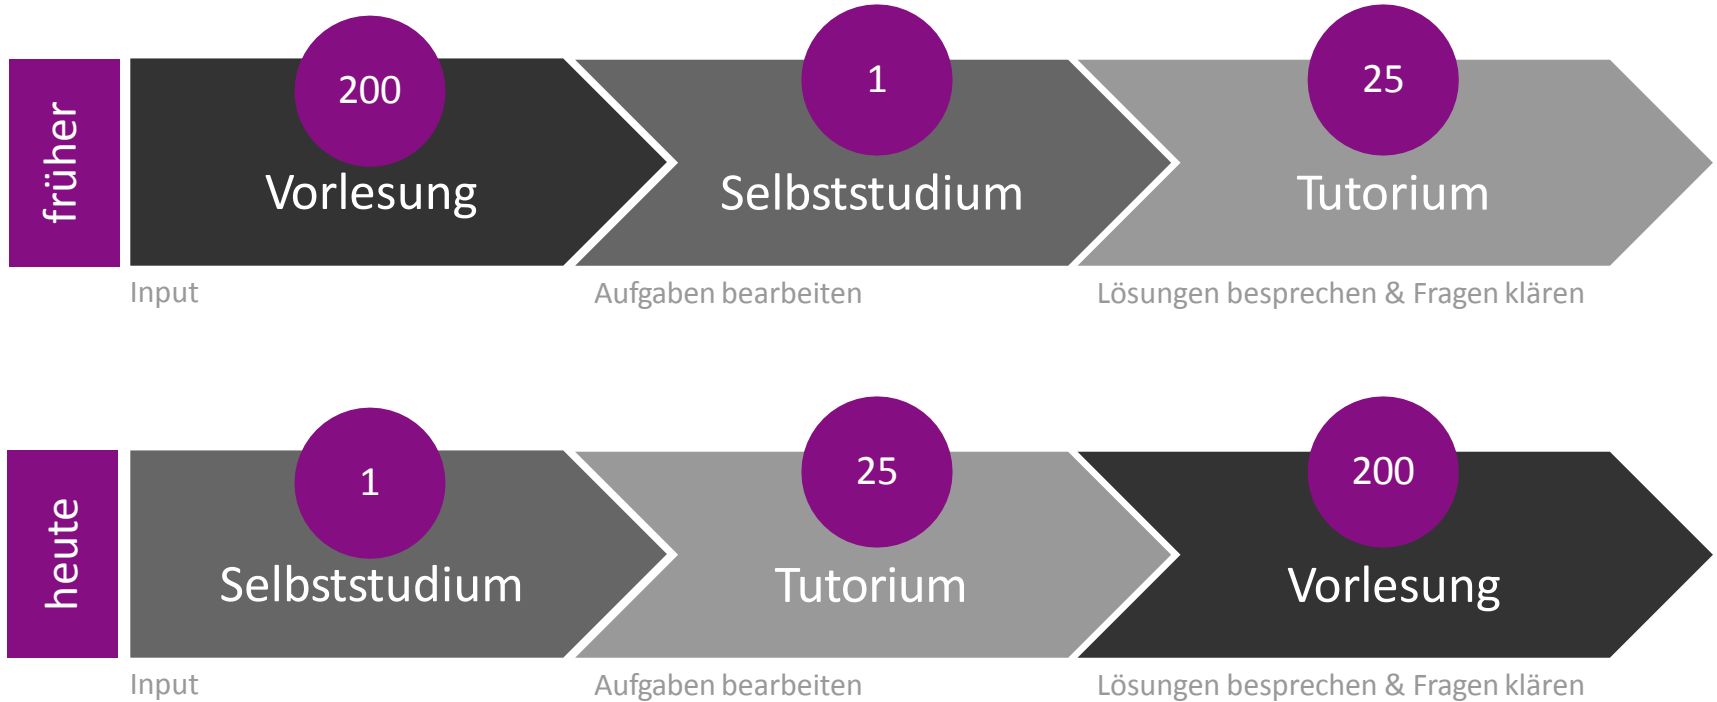 früher
200
Vorlesung
Input
1
Selbststudium
Aufgaben bearbeiten
25
Tutorium
Lösungen besprechen & Fragen klären
heute
1
Selbststudium
Input
25
Tutorium
Aufgaben bearbeiten
200
Vorlesung
Lösungen besprechen & Fragen klären